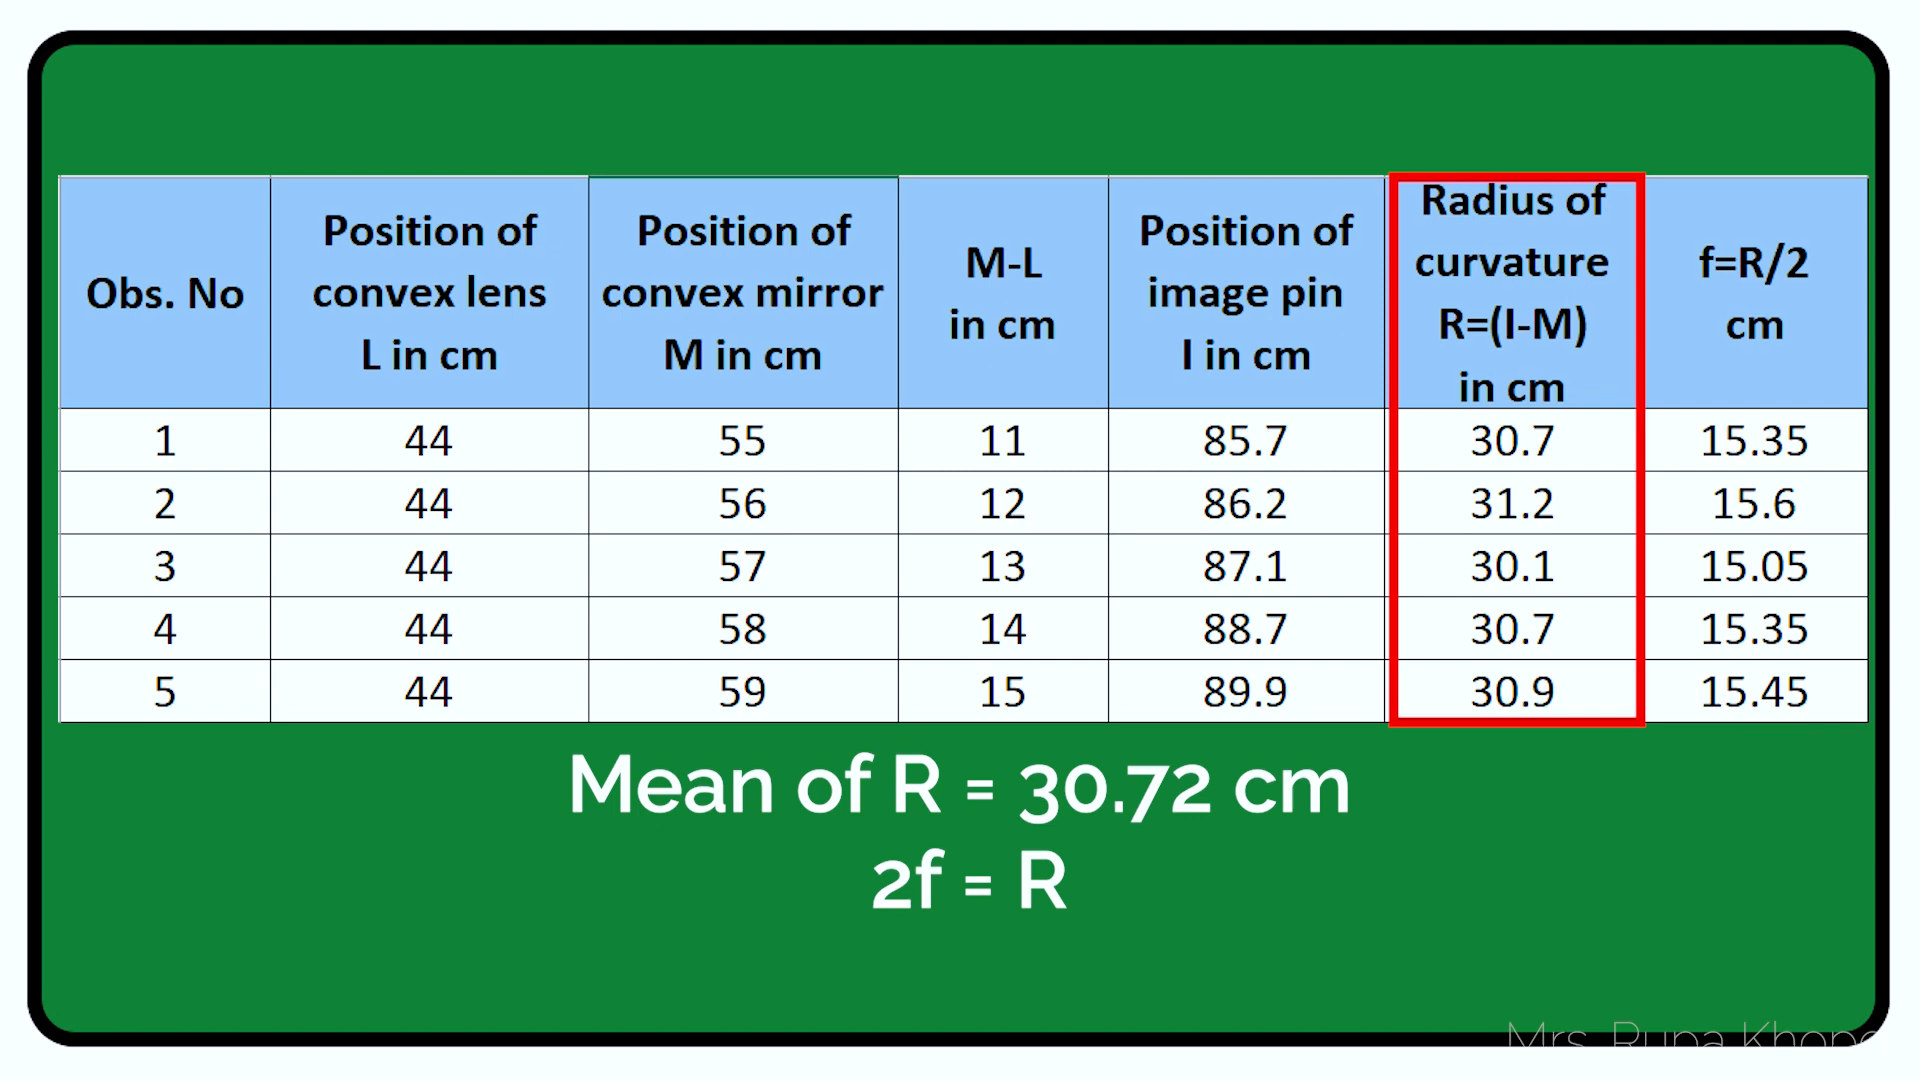 Obs. No
Position of
convex lens
L in cm
Position of
convex mirror
M in cm
M-L
in cm
Position of
image pin
I in cm
Radius of
curvature
R=(I-M)
in cm
f=R/2
cm
1 44 55 11 85.7 30.7 15.35
2 44 56 12 86.2 31.2 15.6
3 44 57 13 87.1 30.1 15.05
4 44 58 14 88.7 30.7 15.35
5 44 59 15 89.9 30.9 15.45
Mean of R = 30.72 cm
2f = R
Mrs. Rupa